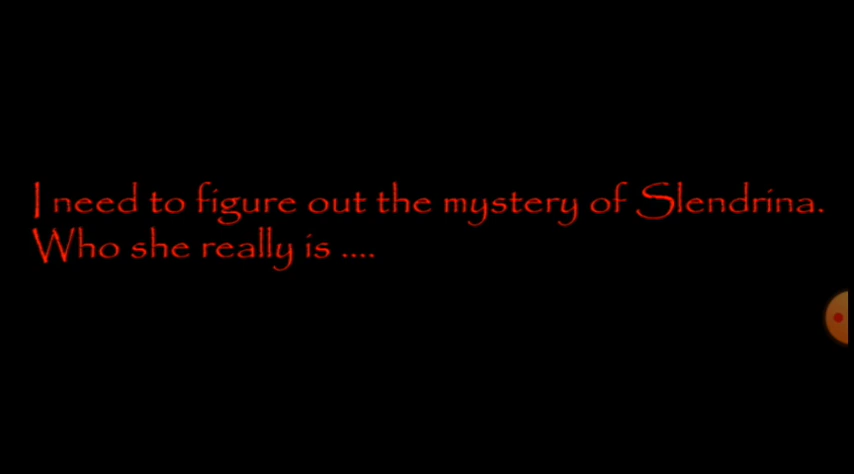 I need to figure out the mystery of Slendrina.
Who she really is ....